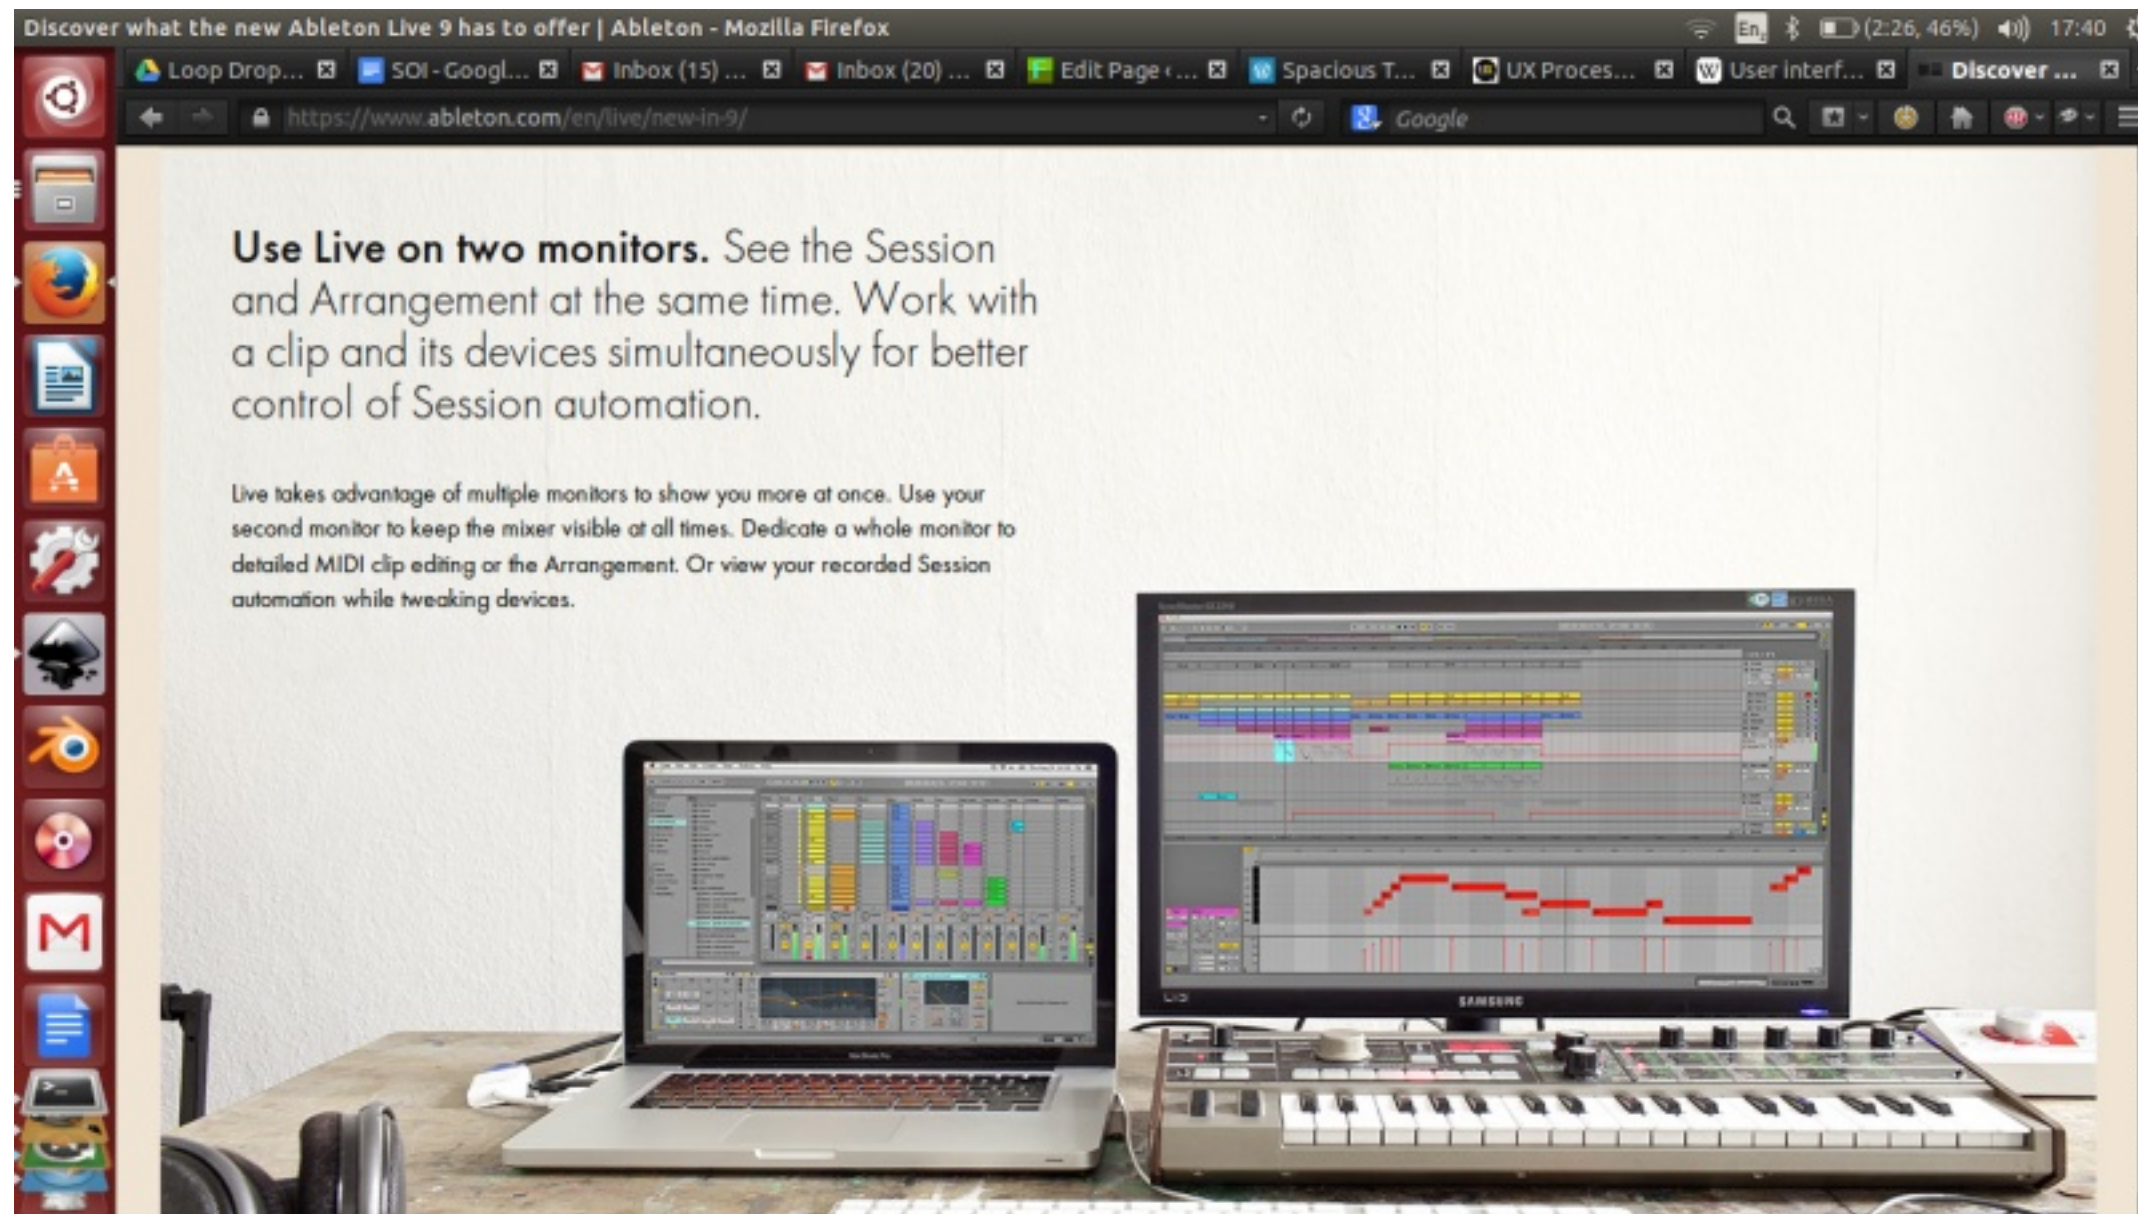 Discover what the new Ableton Live 9 has to offer | Ableton - Mozilla Firefox
En (2:26, 46%) 17:40
Loop Drop... SOI - Googl... Inbox (15) ... Inbox (20) ... Edit Page ‹ ... Spacious T... UX Proces... User interf... Discover ...
https://www.ableton.com/en/live/new-in-9/ Google
Use Live on two monitors. See the Session
and Arrangement at the same time. Work with
a clip and its devices simultaneously for better
control of Session automation.
Live takes advantage of multiple monitors to show you more at once. Use your
second monitor to keep the mixer visible at all times. Dedicate a whole monitor to
detailed MIDI clip editing or the Arrangement. Or view your recorded Session
automation while tweaking devices.
SAMSUNG
MacBook Pro